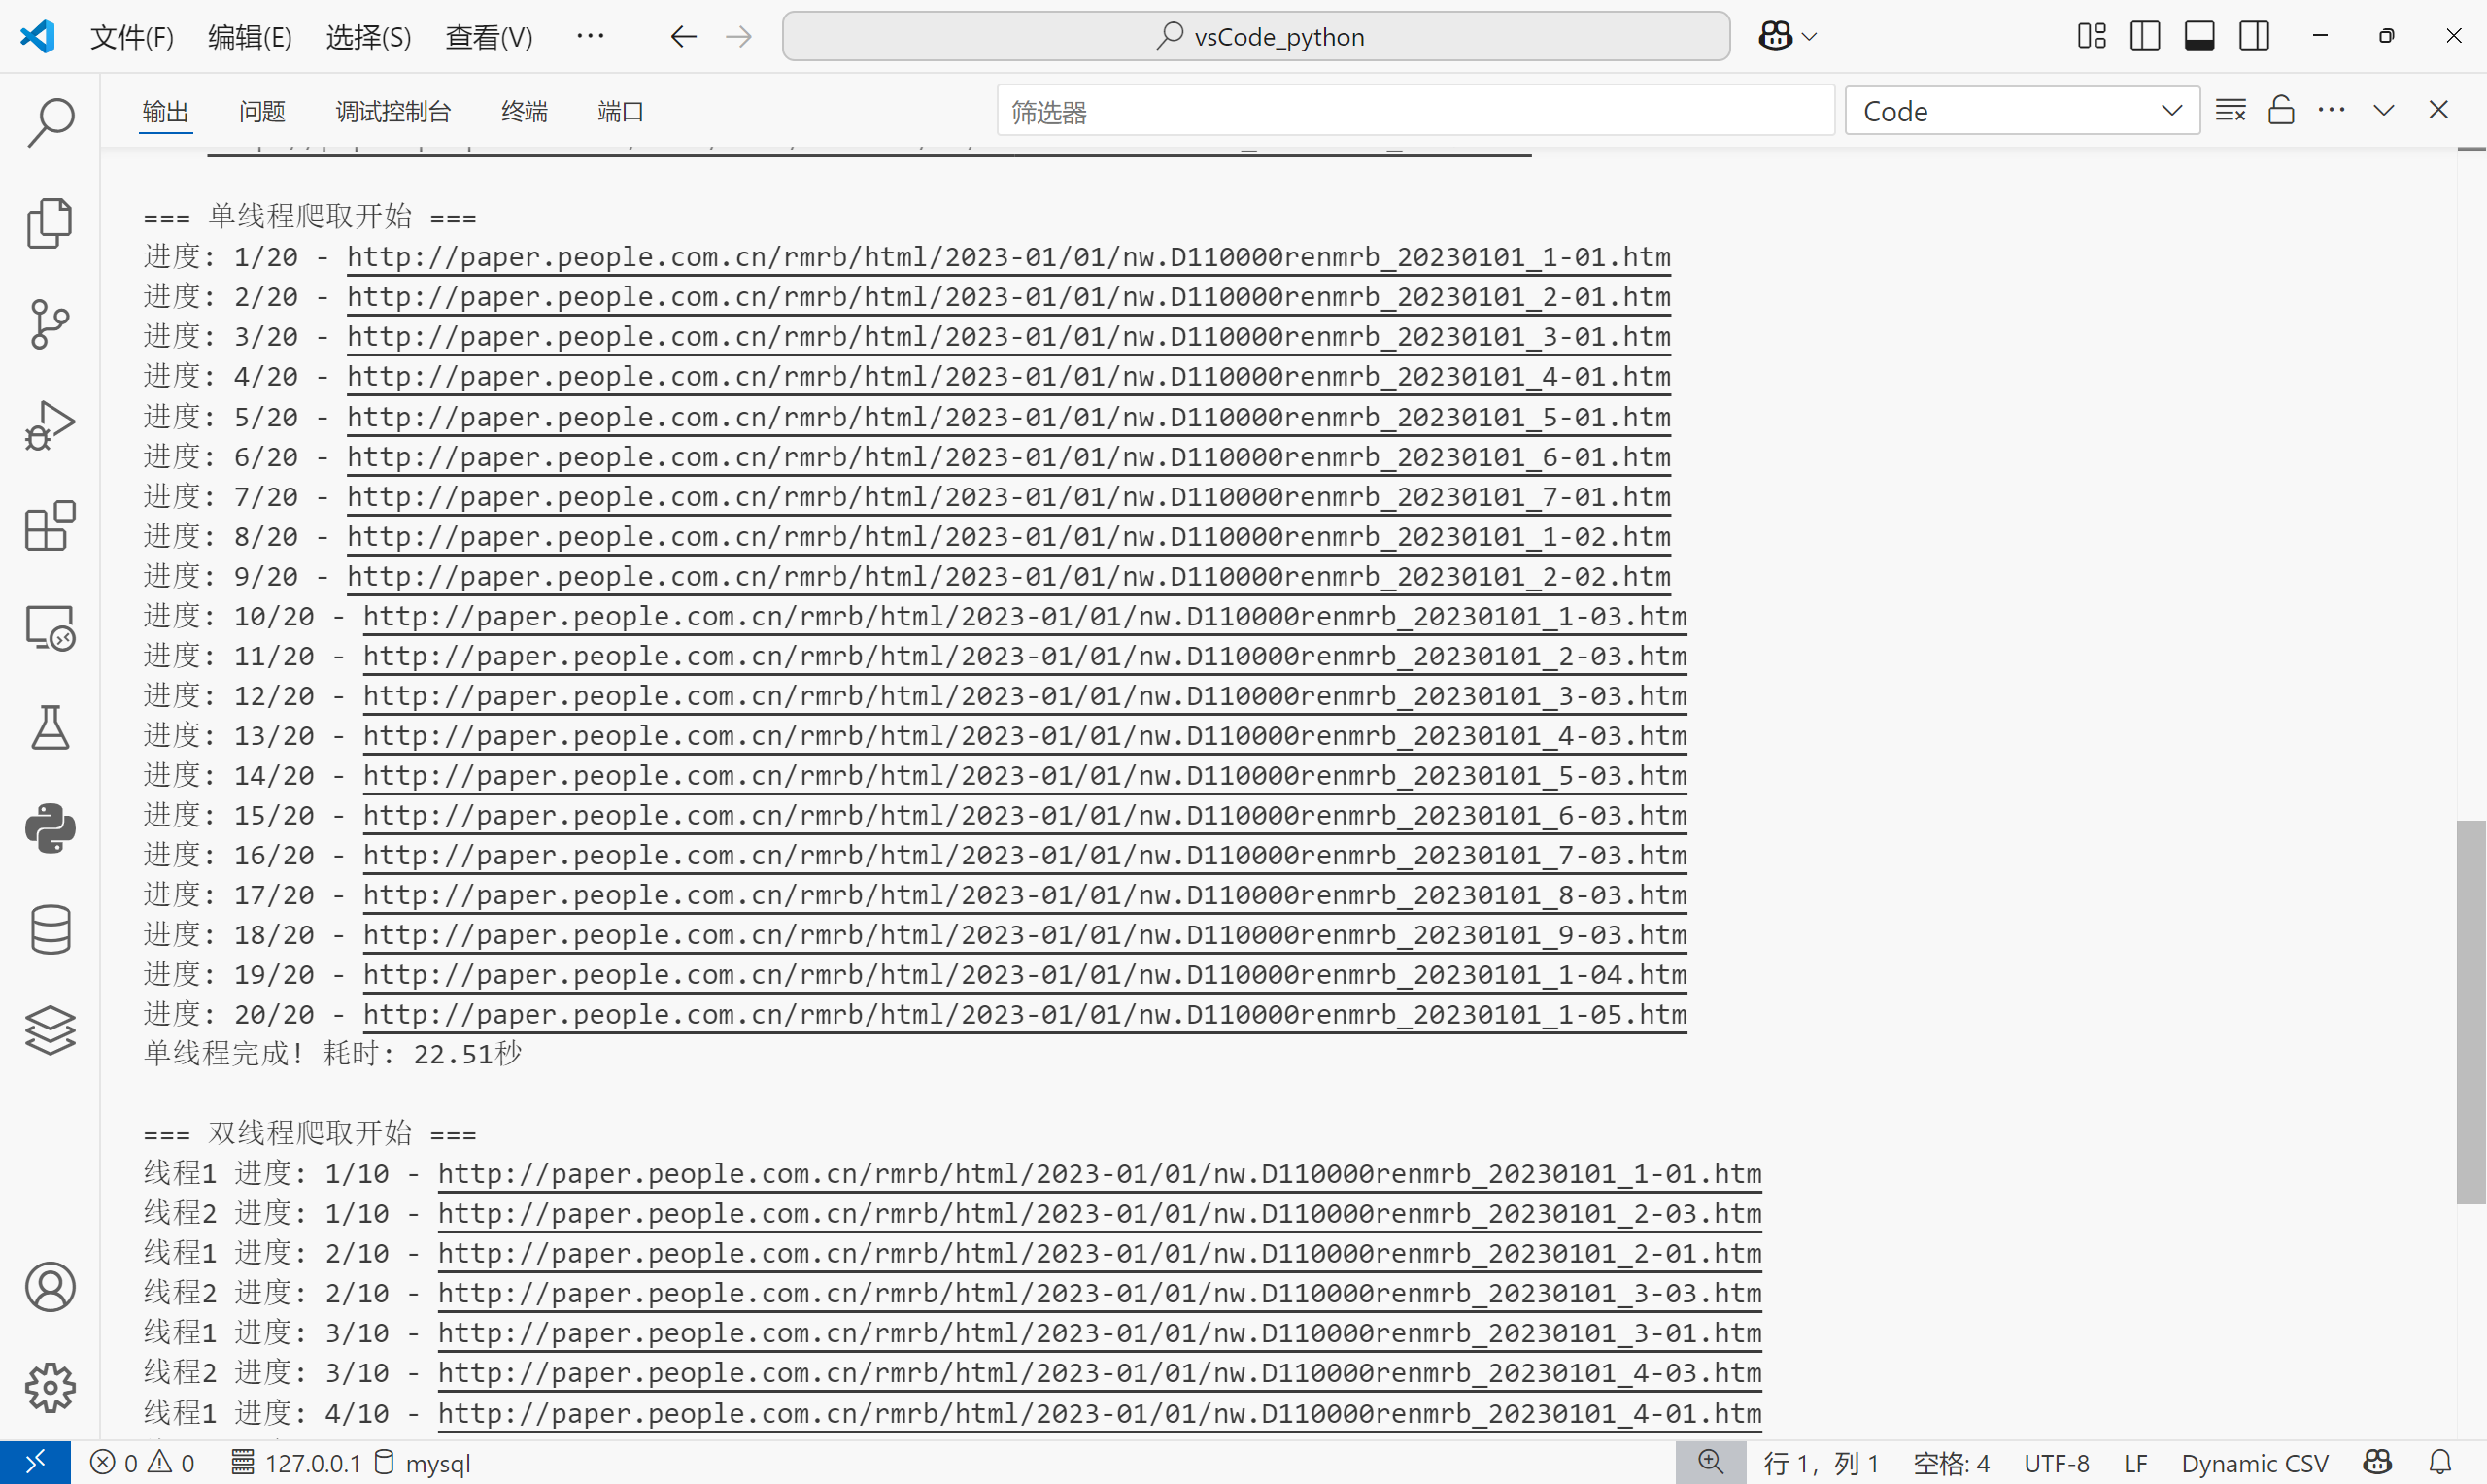 文件(F) 编辑(E) 选择(S) 查看(V) ··· vsCode_python
输出 问题 调试控制台 终端 端口 筛选器 Code
=== 单线程爬取开始 ===
进度: 1/20 - http://paper.people.com.cn/rmrb/html/2023-01/01/nw.D110000renmrb_20230101_1-01.htm
进度: 2/20 - http://paper.people.com.cn/rmrb/html/2023-01/01/nw.D110000renmrb_20230101_2-01.htm
进度: 3/20 - http://paper.people.com.cn/rmrb/html/2023-01/01/nw.D110000renmrb_20230101_3-01.htm
进度: 4/20 - http://paper.people.com.cn/rmrb/html/2023-01/01/nw.D110000renmrb_20230101_4-01.htm
进度: 5/20 - http://paper.people.com.cn/rmrb/html/2023-01/01/nw.D110000renmrb_20230101_5-01.htm
进度: 6/20 - http://paper.people.com.cn/rmrb/html/2023-01/01/nw.D110000renmrb_20230101_6-01.htm
进度: 7/20 - http://paper.people.com.cn/rmrb/html/2023-01/01/nw.D110000renmrb_20230101_7-01.htm
进度: 8/20 - http://paper.people.com.cn/rmrb/html/2023-01/01/nw.D110000renmrb_20230101_1-02.htm
进度: 9/20 - http://paper.people.com.cn/rmrb/html/2023-01/01/nw.D110000renmrb_20230101_2-02.htm
进度: 10/20 - http://paper.people.com.cn/rmrb/html/2023-01/01/nw.D110000renmrb_20230101_1-03.htm
进度: 11/20 - http://paper.people.com.cn/rmrb/html/2023-01/01/nw.D110000renmrb_20230101_2-03.htm
进度: 12/20 - http://paper.people.com.cn/rmrb/html/2023-01/01/nw.D110000renmrb_20230101_3-03.htm
进度: 13/20 - http://paper.people.com.cn/rmrb/html/2023-01/01/nw.D110000renmrb_20230101_4-03.htm
进度: 14/20 - http://paper.people.com.cn/rmrb/html/2023-01/01/nw.D110000renmrb_20230101_5-03.htm
进度: 15/20 - http://paper.people.com.cn/rmrb/html/2023-01/01/nw.D110000renmrb_20230101_6-03.htm
进度: 16/20 - http://paper.people.com.cn/rmrb/html/2023-01/01/nw.D110000renmrb_20230101_7-03.htm
进度: 17/20 - http://paper.people.com.cn/rmrb/html/2023-01/01/nw.D110000renmrb_20230101_8-03.htm
进度: 18/20 - http://paper.people.com.cn/rmrb/html/2023-01/01/nw.D110000renmrb_20230101_9-03.htm
进度: 19/20 - http://paper.people.com.cn/rmrb/html/2023-01/01/nw.D110000renmrb_20230101_1-04.htm
进度: 20/20 - http://paper.people.com.cn/rmrb/html/2023-01/01/nw.D110000renmrb_20230101_1-05.htm
单线程完成! 耗时: 22.51秒
=== 双线程爬取开始 ===
线程1 进度: 1/10 - http://paper.people.com.cn/rmrb/html/2023-01/01/nw.D110000renmrb_20230101_1-01.htm
线程2 进度: 1/10 - http://paper.people.com.cn/rmrb/html/2023-01/01/nw.D110000renmrb_20230101_2-03.htm
线程1 进度: 2/10 - http://paper.people.com.cn/rmrb/html/2023-01/01/nw.D110000renmrb_20230101_2-01.htm
线程2 进度: 2/10 - http://paper.people.com.cn/rmrb/html/2023-01/01/nw.D110000renmrb_20230101_3-03.htm
线程1 进度: 3/10 - http://paper.people.com.cn/rmrb/html/2023-01/01/nw.D110000renmrb_20230101_3-01.htm
线程2 进度: 3/10 - http://paper.people.com.cn/rmrb/html/2023-01/01/nw.D110000renmrb_20230101_4-03.htm
线程1 进度: 4/10 - http://paper.people.com.cn/rmrb/html/2023-01/01/nw.D110000renmrb_20230101_4-01.htm
0 0 127.0.0.1 mysql 行 1，列 1 空格: 4 UTF-8 LF Dynamic CSV